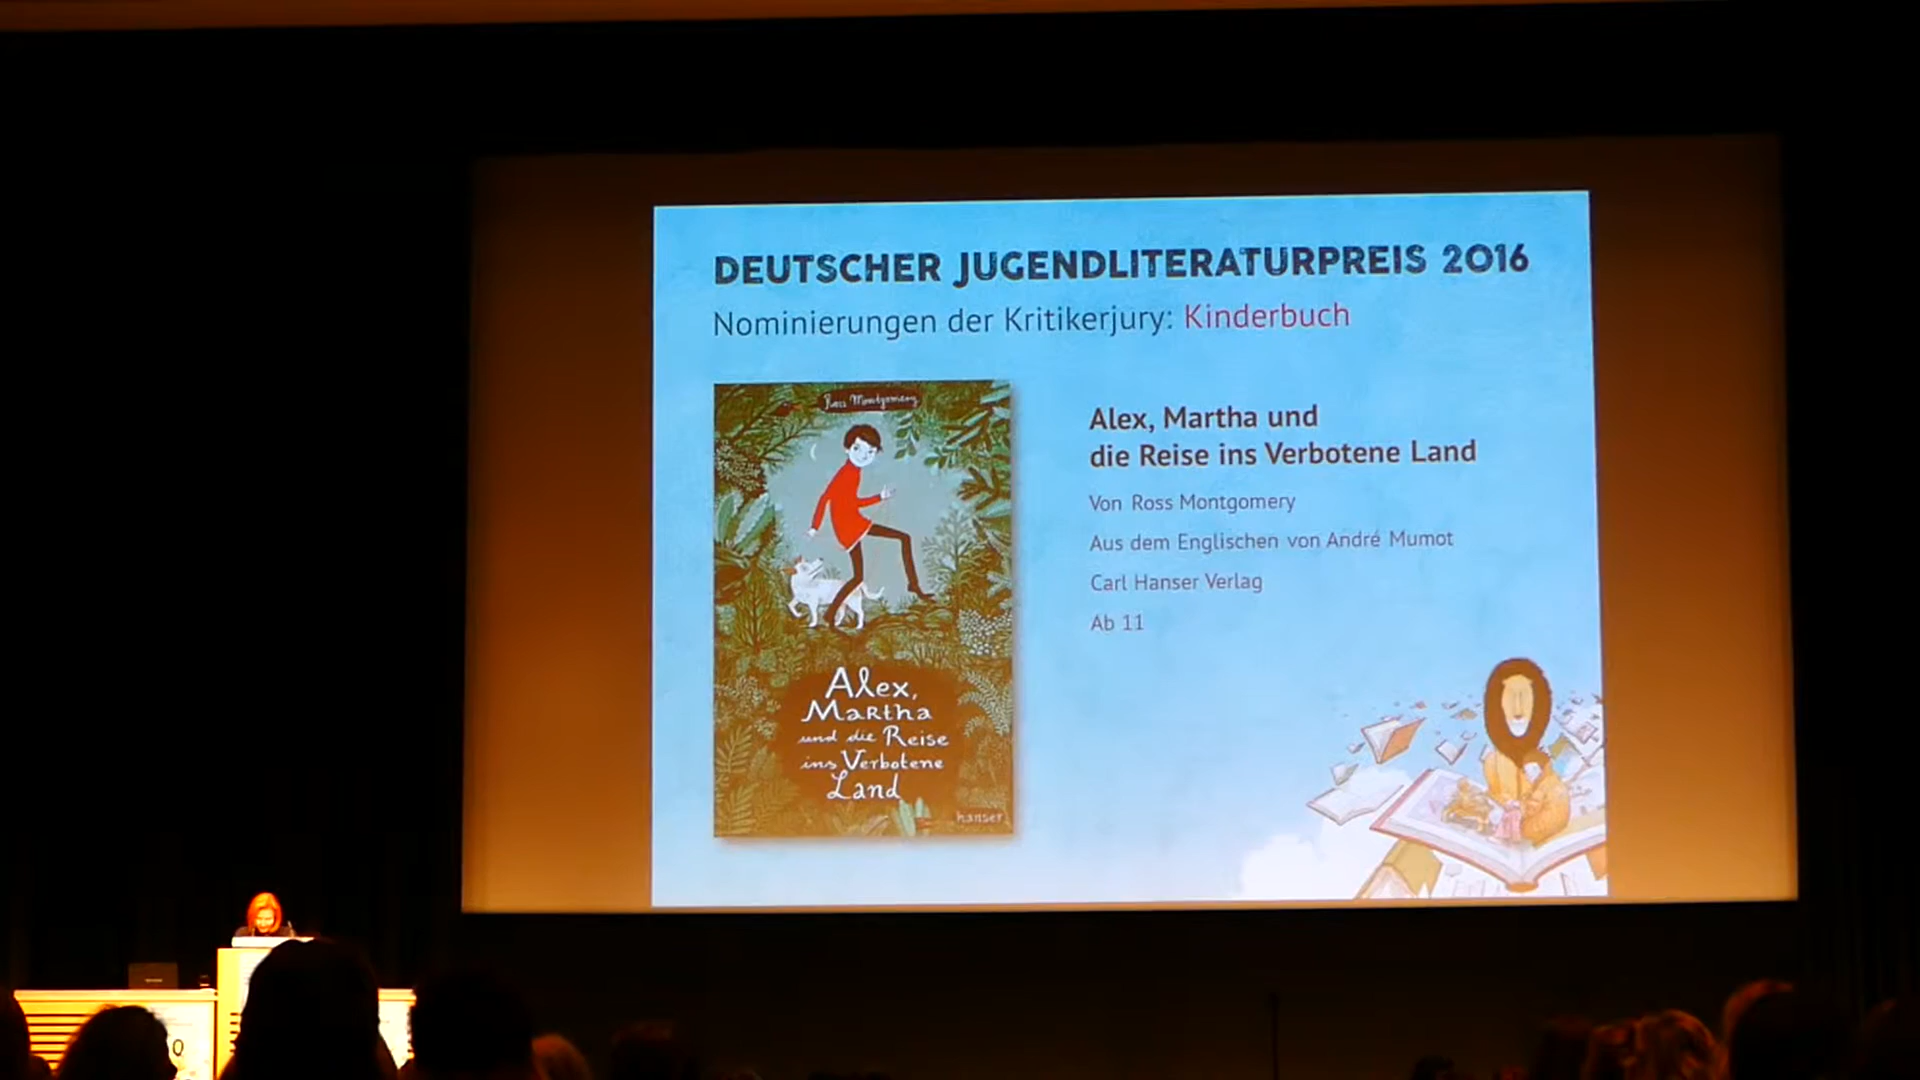 DEUTSCHER JUGENDLITERATURPREIS 2016
Nominierungen der Kritikerjury: Kinderbuch
Ross Montgomery
Alex,
Martha
und die Reise
ins Verbotene
Land
hanser
Alex, Martha und
die Reise ins Verbotene Land
Von Ross Montgomery
Aus dem Englischen von André Mumot
Carl Hanser Verlag
Ab 11